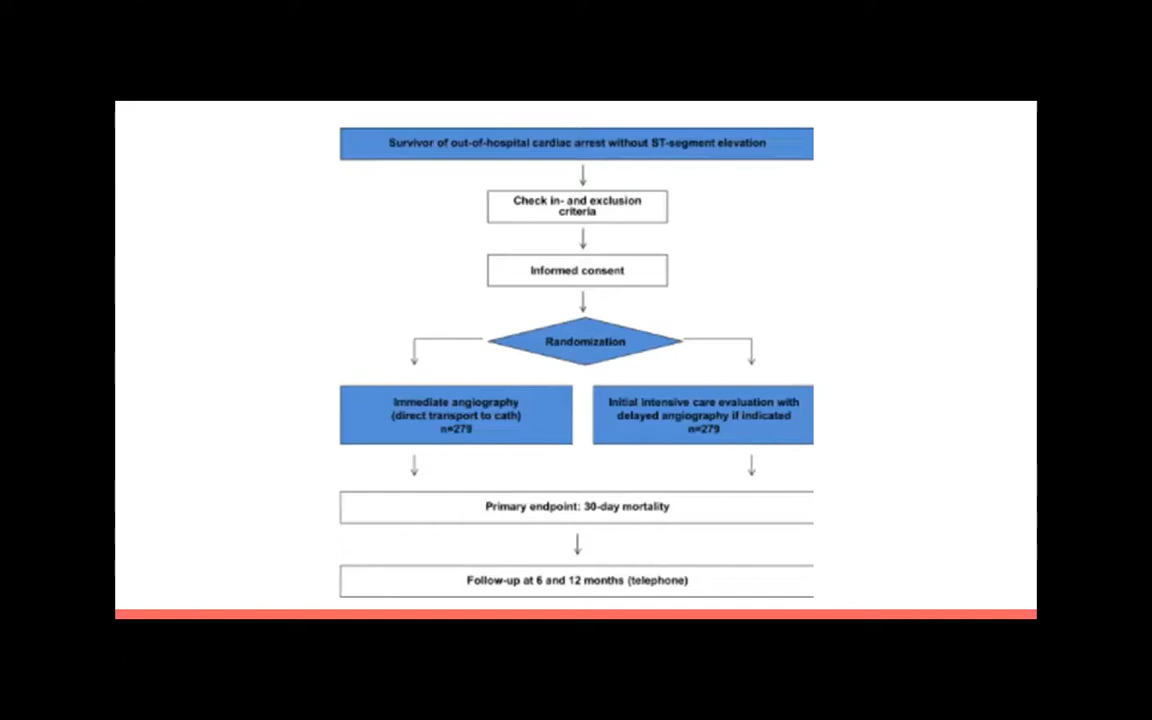 Survivor of out-of-hospital cardiac arrest without ST-segment elevation
Check in- and exclusion
criteria
Informed consent
Randomization
Immediate angiography
(direct transport to cath)
n=279
Initial intensive care evaluation with
delayed angiography if indicated
n=279
Primary endpoint: 30-day mortality
Follow-up at 6 and 12 months (telephone)